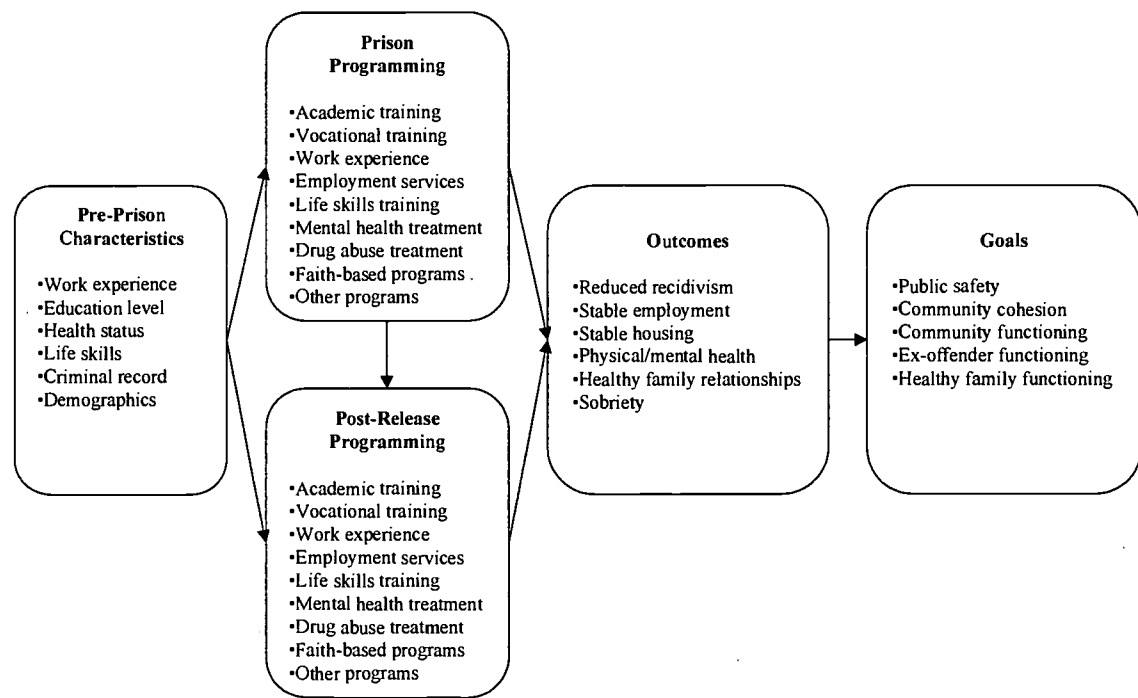 Pre-Prison
Characteristics
•Work experience
•Education level
•Health status
•Life skills
•Criminal record
•Demographics
Prison
Programming
•Academic training
•Vocational training
•Work experience
•Employment services
•Life skills training
•Mental health treatment
•Drug abuse treatment
•Faith-based programs
•Other programs
Post-Release
Programming
•Academic training
•Vocational training
•Work experience
•Employment services
•Life skills training
•Mental health treatment
•Drug abuse treatment
•Faith-based programs
•Other programs
Outcomes
•Reduced recidivism
•Stable employment
•Stable housing
•Physical/mental health
•Healthy family relationships
•Sobriety
Goals
•Public safety
•Community cohesion
•Community functioning
•Ex-offender functioning
•Healthy family functioning